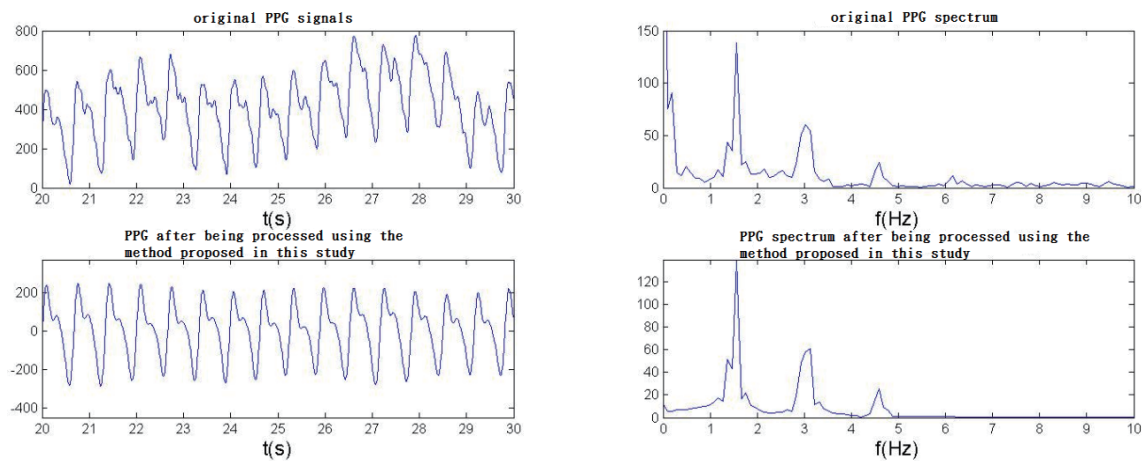 original PPG signals
800
600
400
200
0
20 21 22 23 24 25 26 27 28 29 30
t(s)
original PPG spectrum
150
100
50
0
0 1 2 3 4 5 6 7 8 9 10
f(Hz)
PPG after being processed using the
method proposed in this study
200
0
-200
-400
20 21 22 23 24 25 26 27 28 29 30
t(s)
PPG spectrum after being processed using the
method proposed in this study
120
100
80
60
40
20
0
0 1 2 3 4 5 6 7 8 9 10
f(Hz)